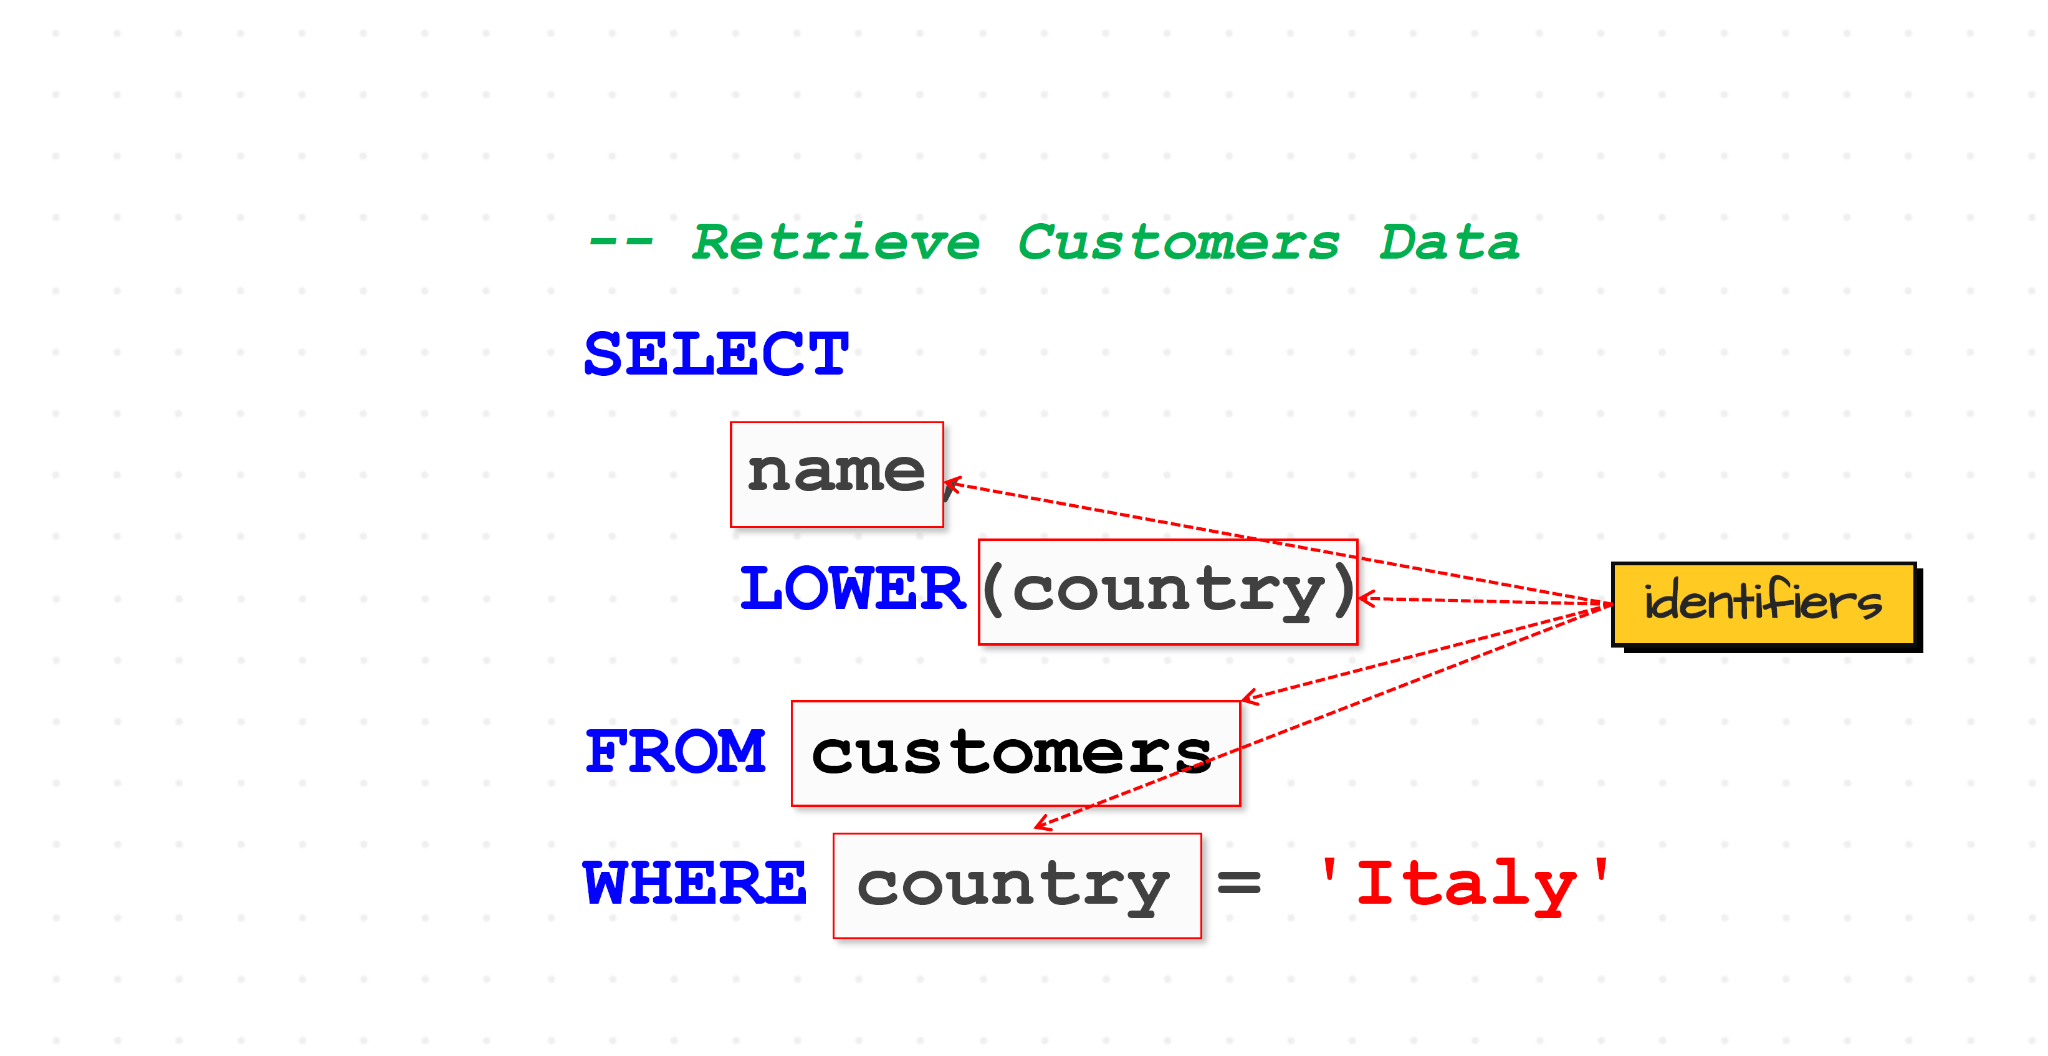 -- Retrieve Customers Data
SELECT
name,
LOWER(country)
identifiers
FROM customers
WHERE country = 'Italy'